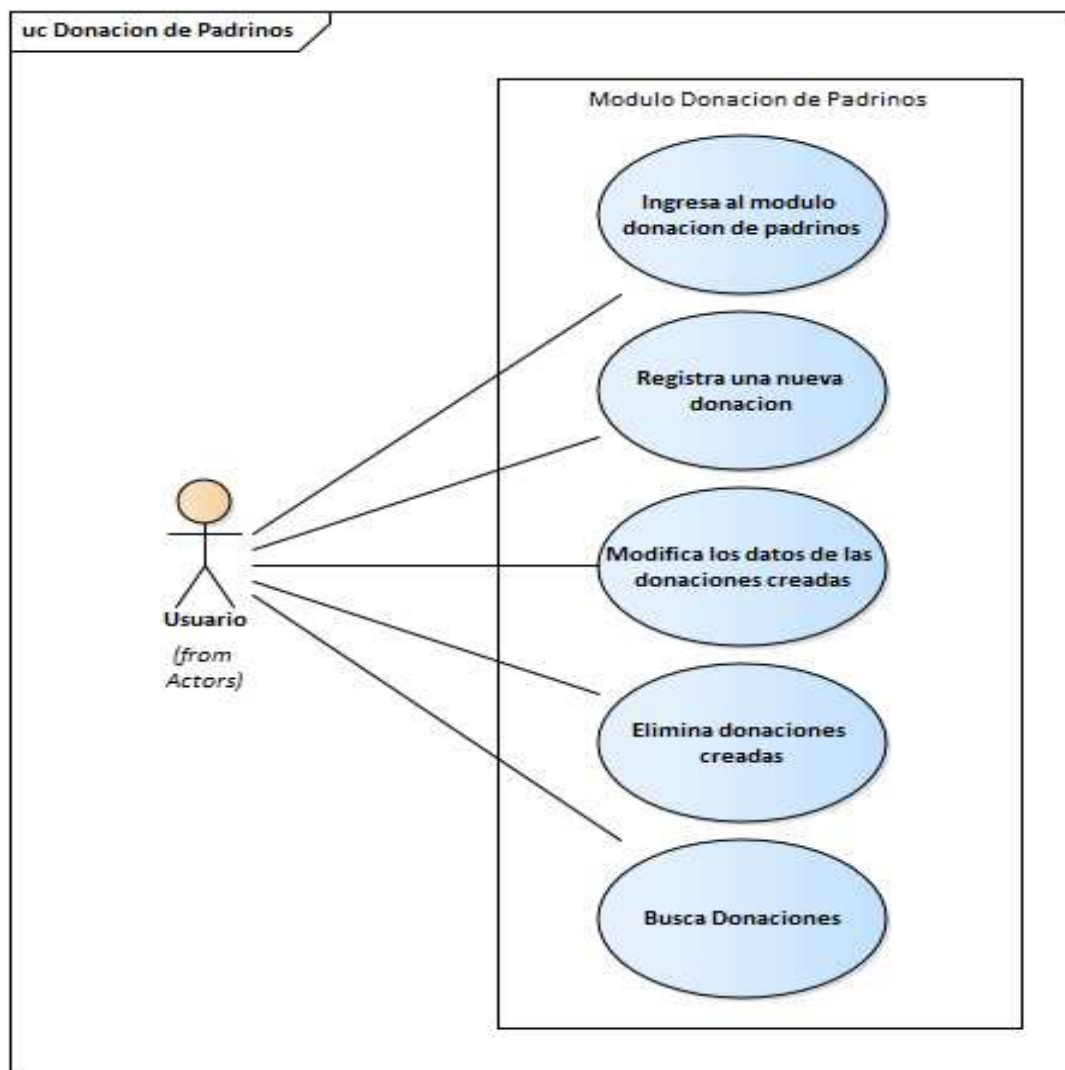 uc Donacion de Padrinos
Modulo Donacion de Padrinos
Ingresa al modulo
donacion de padrinos
Registra una nueva
donacion
Modifica los datos de las
donaciones creadas
Elimina donaciones
creadas
Busca Donaciones
Usuario
(from
Actors)